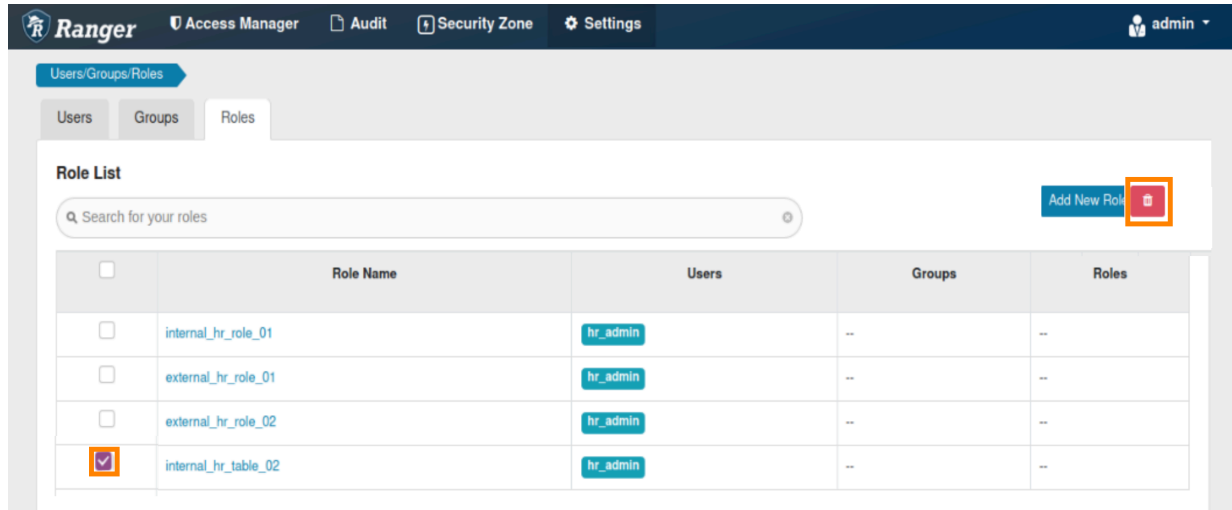 Ranger Access Manager Audit Security Zone Settings admin
Users/Groups/Roles
Users Groups Roles
Role List
Search for your roles
Add New Role
Role Name Users Groups Roles
internal_hr_role_01 hr_admin -- --
external_hr_role_01 hr_admin -- --
external_hr_role_02 hr_admin -- --
internal_hr_table_02 hr_admin -- --